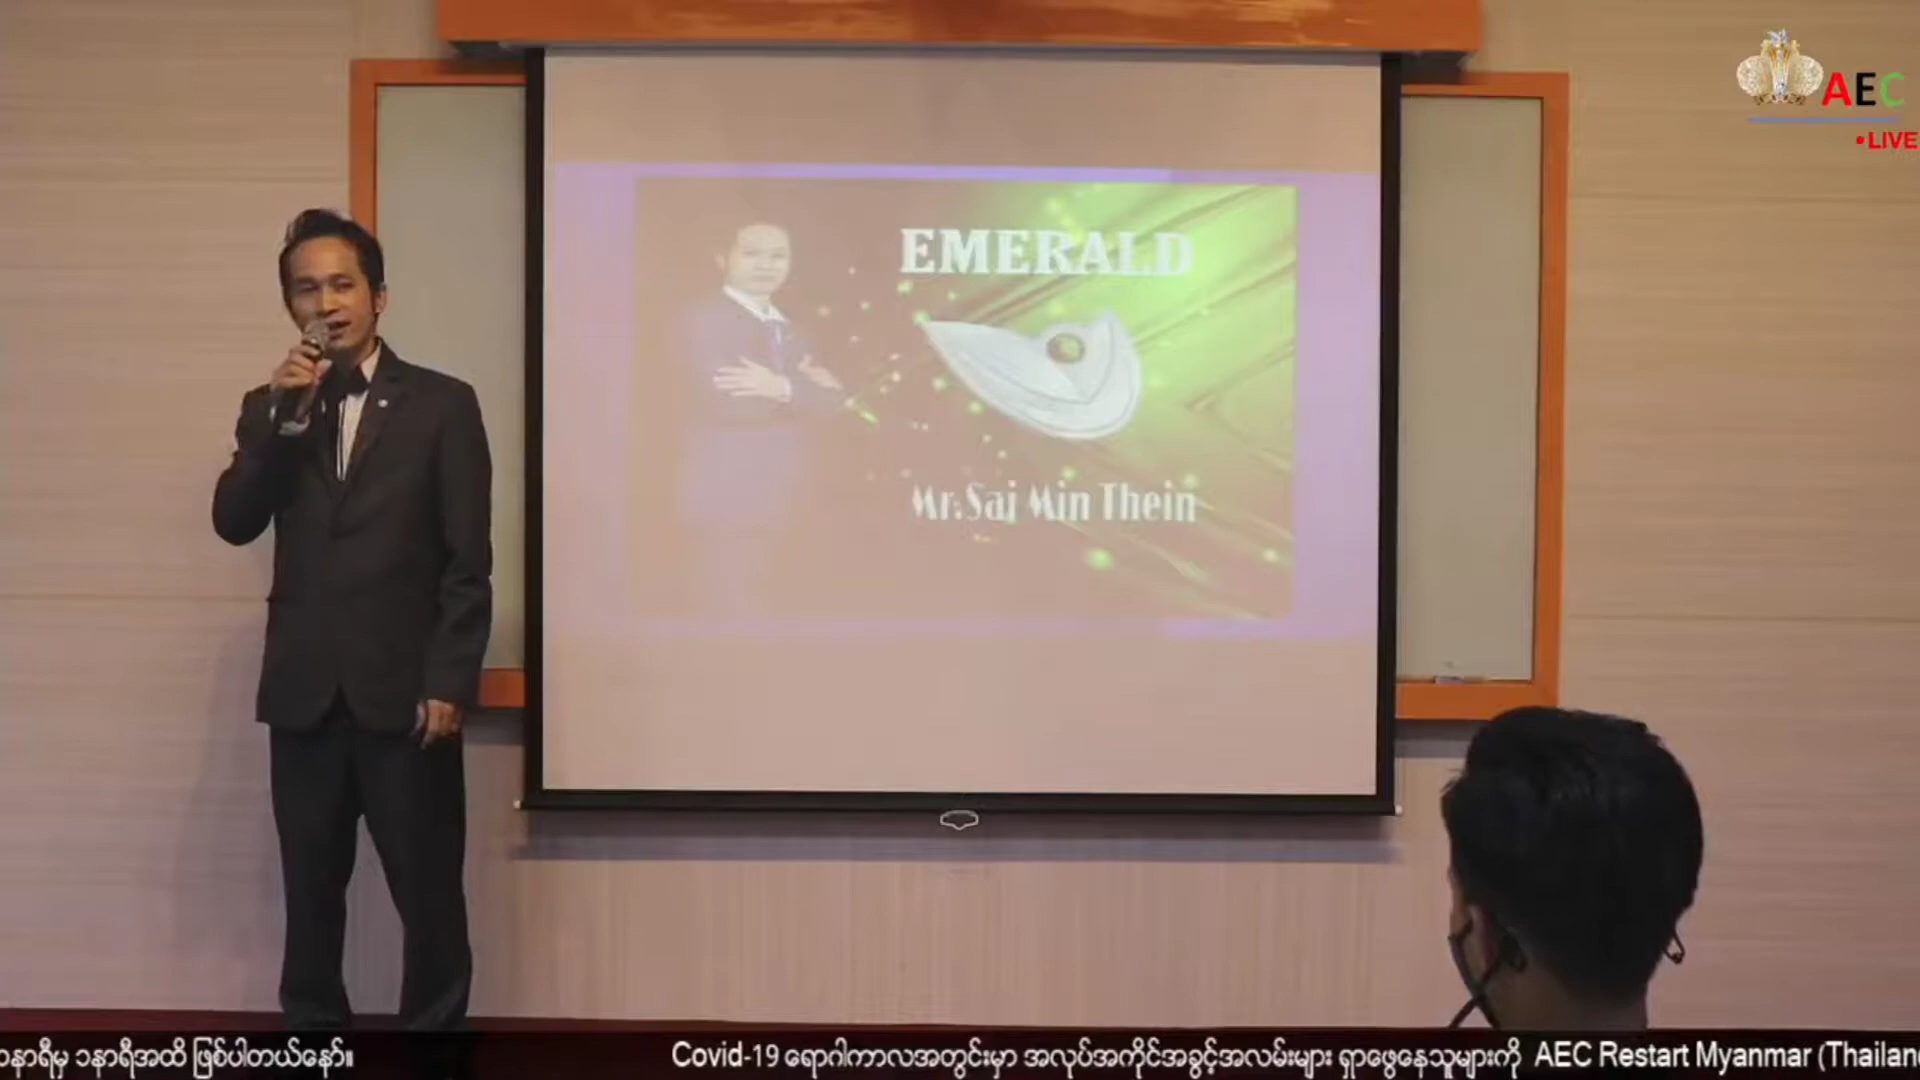 AEC
•LIVE
EMERALD
Mr.Sai Min Thein
နာရီမှ ၁နာရီအထိ ဖြစ်ပါတယ်နော်။ Covid-19 ရောဂါကာလအတွင်းမှာ အလုပ်အကိုင်အခွင့်အလမ်းများ ရှာဖွေနေသူများကို AEC Restart Myanmar (Thailan